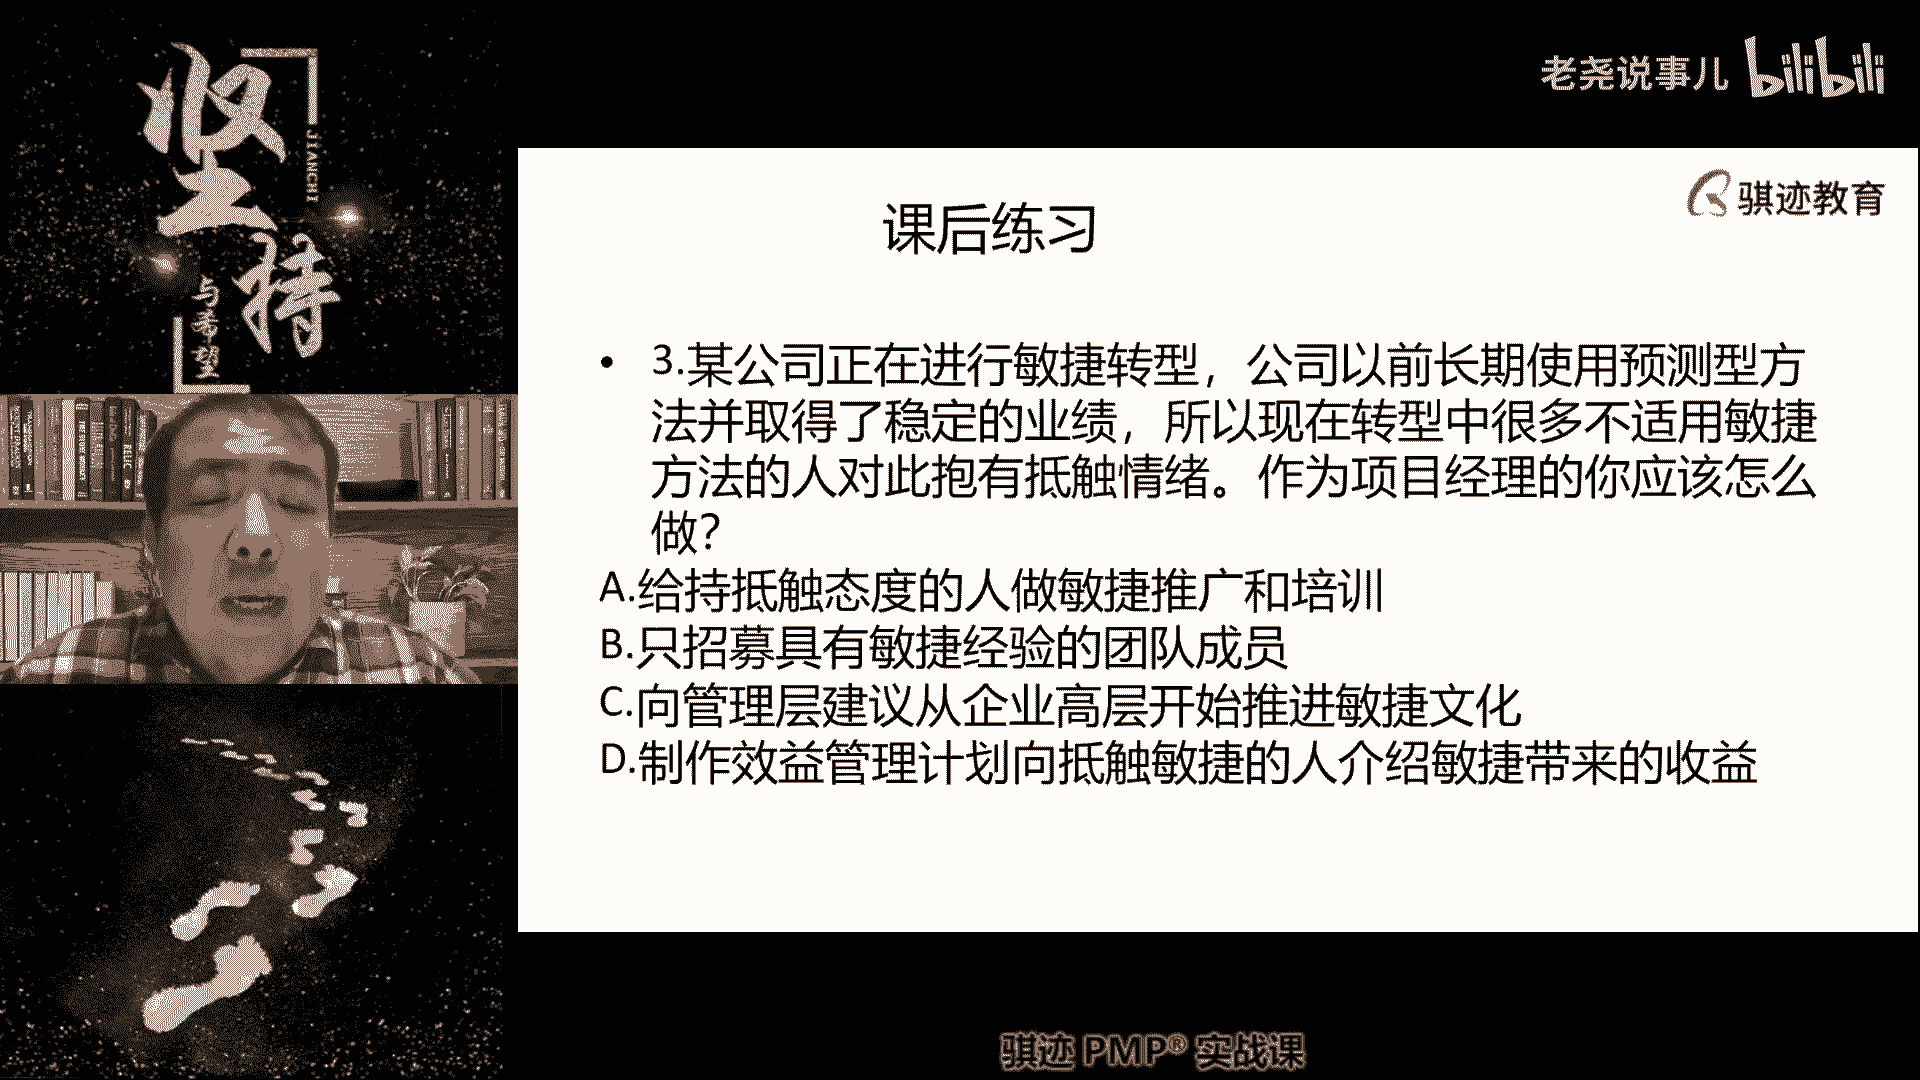 坚持
JIANCHI
与希望
老尧说事儿 bilibili
骐迹教育
课后练习
• 3.某公司正在进行敏捷转型，公司以前长期使用预测型方
法并取得了稳定的业绩，所以现在转型中很多不适用敏捷
方法的人对此抱有抵触情绪。作为项目经理的你应该怎么
做？
A.给持抵触态度的人做敏捷推广和培训
B.只招募具有敏捷经验的团队成员
C.向管理层建议从企业高层开始推进敏捷文化
D.制作效益管理计划向抵触敏捷的人介绍敏捷带来的收益
骐迹 PMP® 实战课